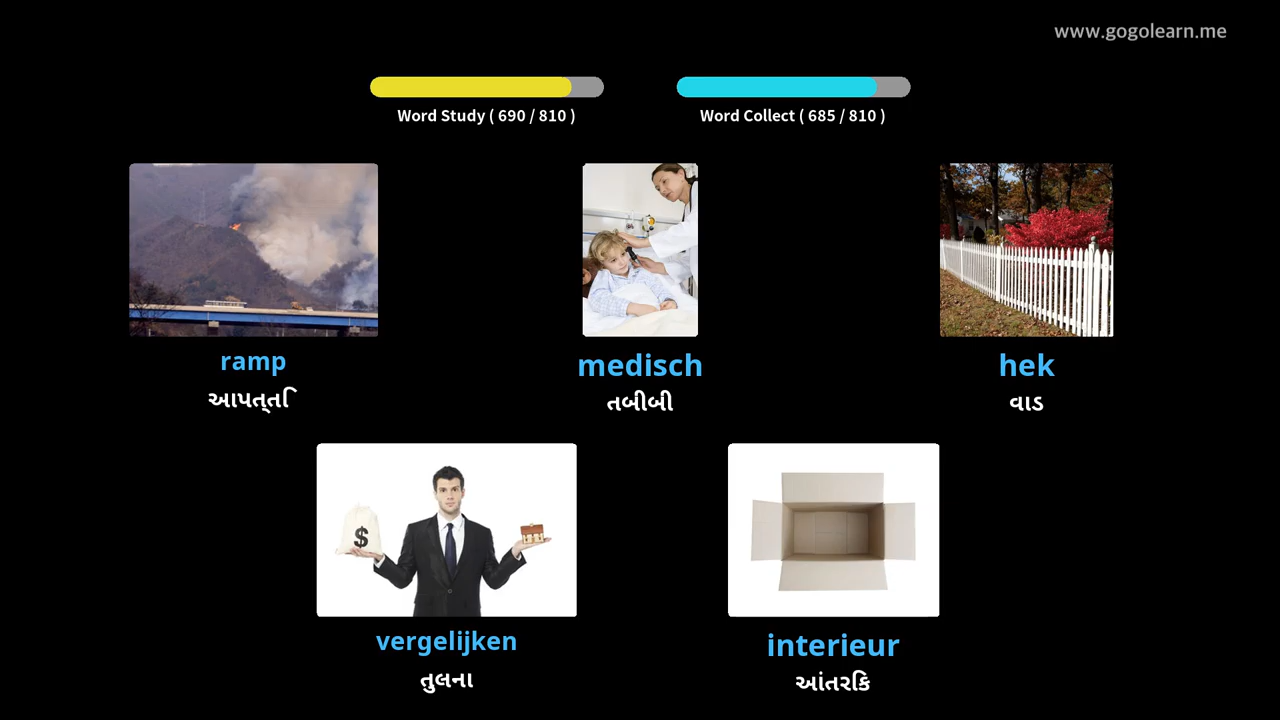 www.gogolearn.me
Word Study ( 690 / 810 )
Word Collect ( 685 / 810 )
ramp
આપત્તિ
medisch
તબીબી
hek
વાડ
$
vergelijken
તુલના
interieur
આંતરિક